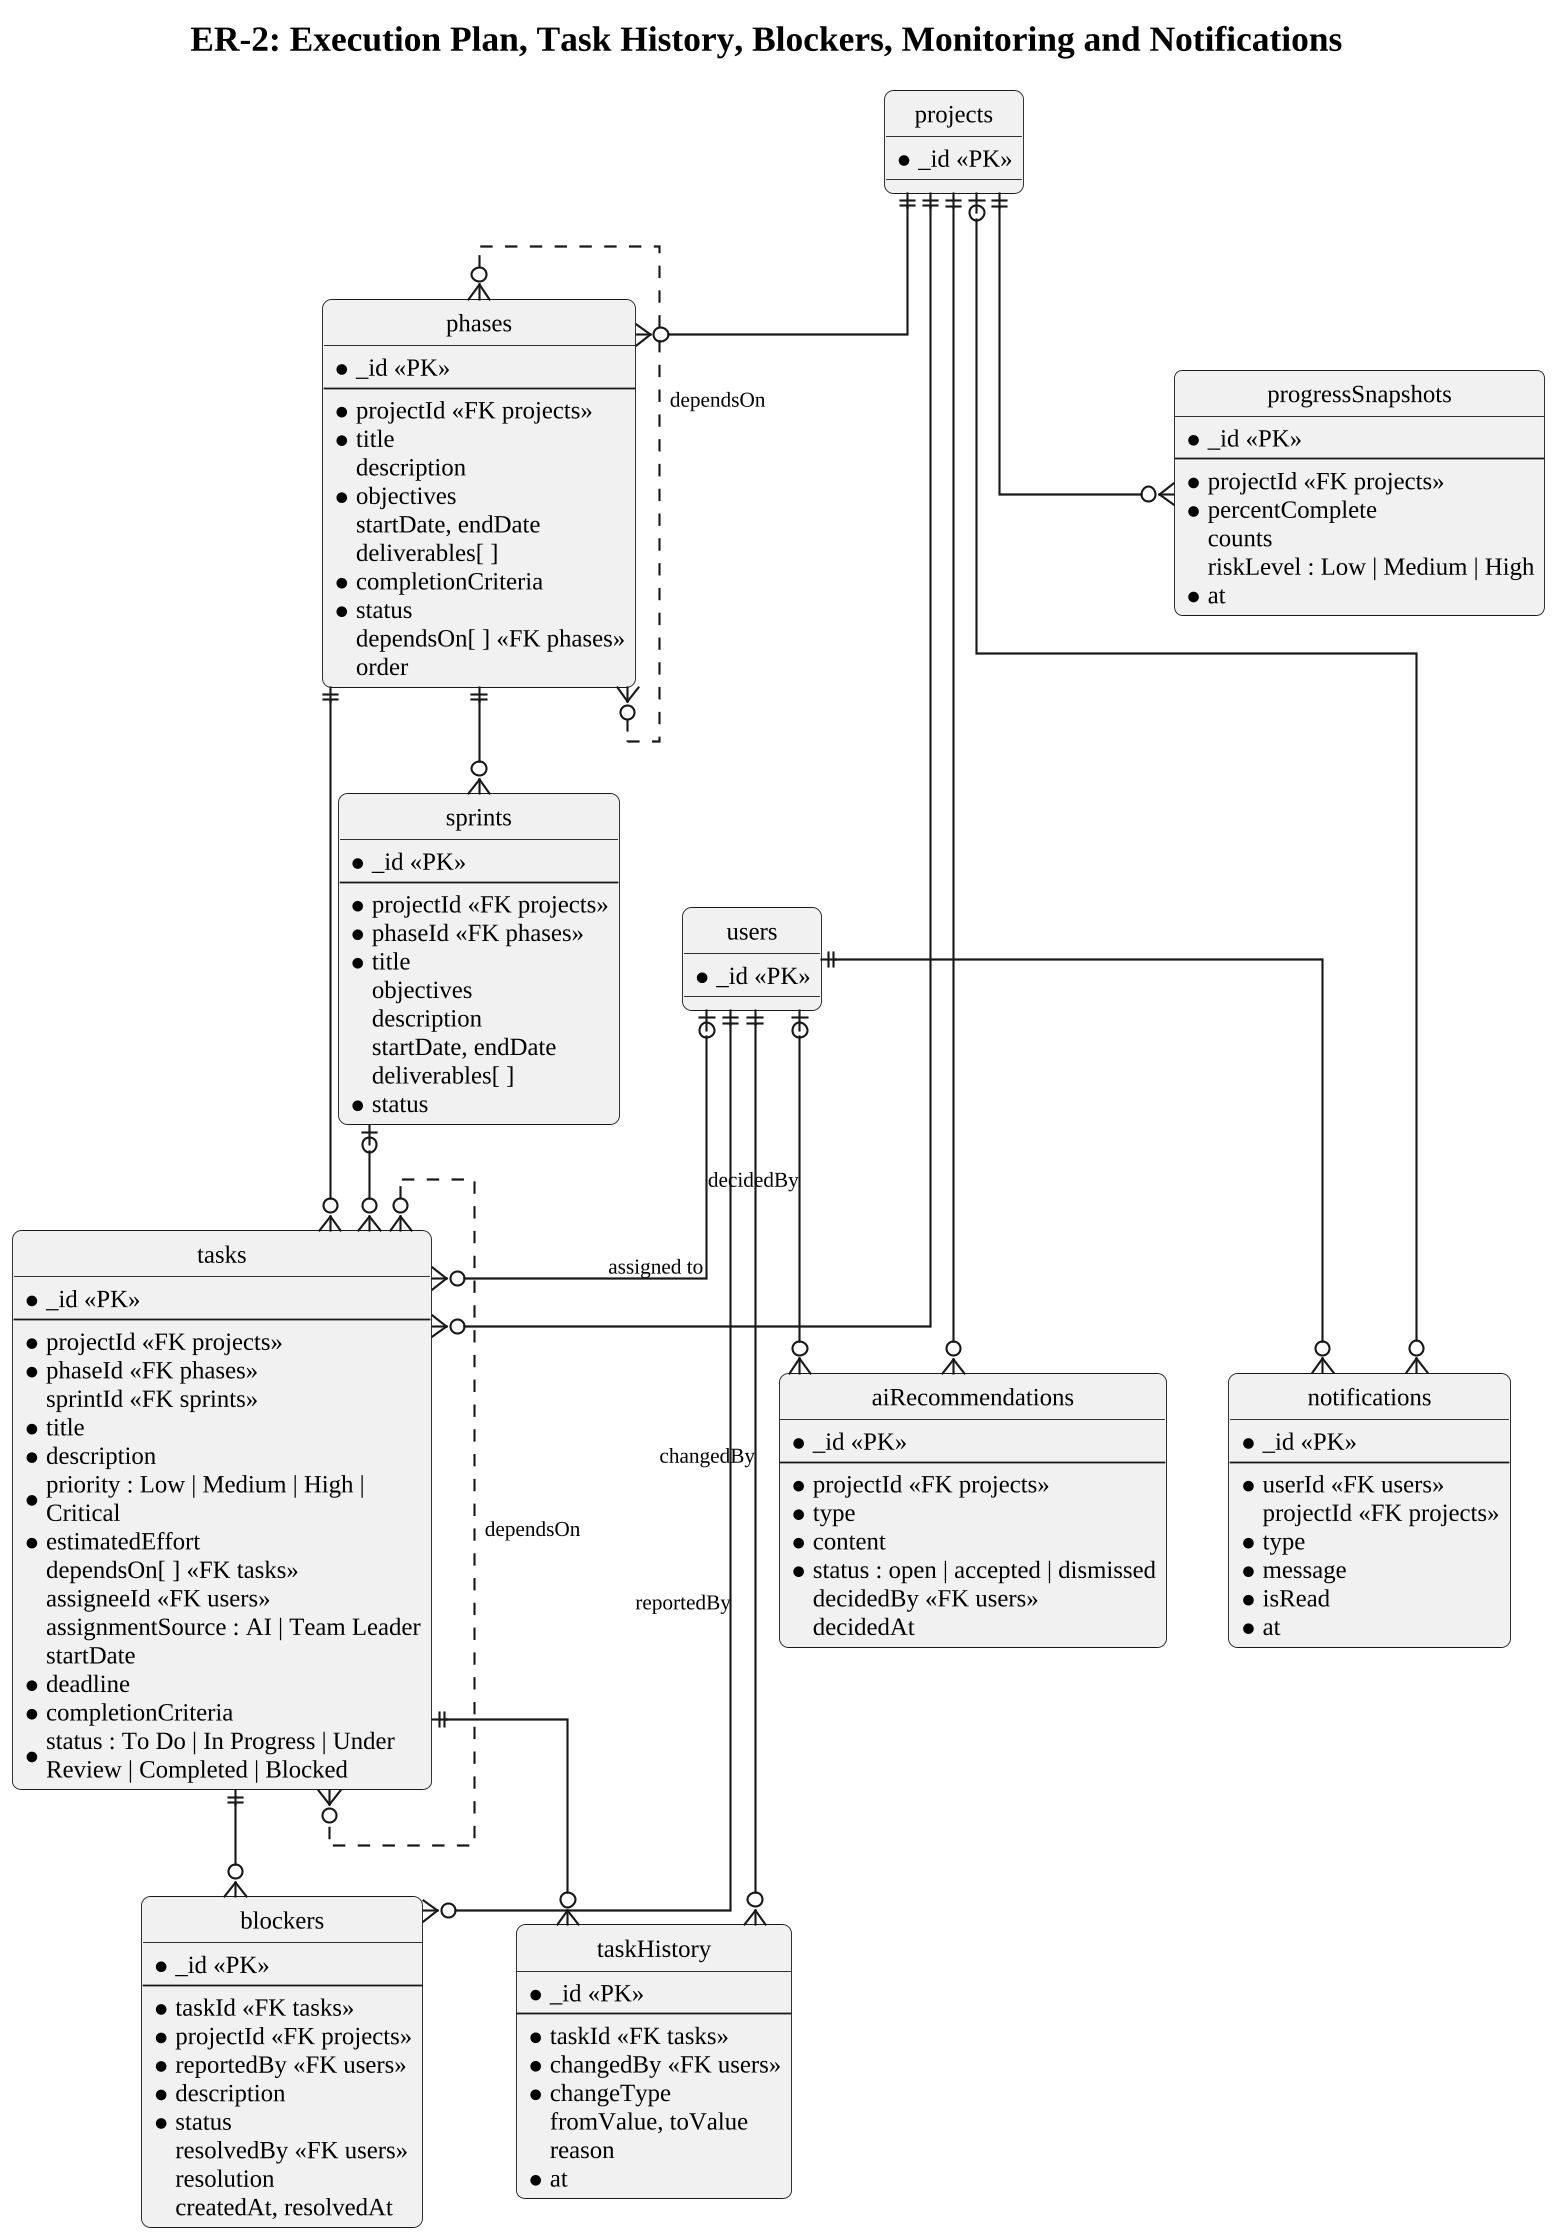 ER-2: Execution Plan, Task History, Blockers, Monitoring and Notifications
projects
_id «PK»
phases
_id «PK»
projectId «FK projects»
title
description
objectives
startDate, endDate
deliverables[ ]
completionCriteria
status
dependsOn[ ] «FK phases»
order
dependsOn
progressSnapshots
_id «PK»
projectId «FK projects»
percentComplete
counts
riskLevel : Low | Medium | High
at
sprints
_id «PK»
projectId «FK projects»
phaseId «FK phases»
title
objectives
description
startDate, endDate
deliverables[ ]
status
users
_id «PK»
decidedBy
assigned to
tasks
_id «PK»
projectId «FK projects»
phaseId «FK phases»
sprintId «FK sprints»
title
description
priority : Low | Medium | High |
Critical
estimatedEffort
dependsOn[ ] «FK tasks»
assigneeId «FK users»
assignmentSource : AI | Team Leader
startDate
deadline
completionCriteria
status : To Do | In Progress | Under
Review | Completed | Blocked
dependsOn
changedBy
reportedBy
aiRecommendations
_id «PK»
projectId «FK projects»
type
content
status : open | accepted | dismissed
decidedBy «FK users»
decidedAt
notifications
_id «PK»
userId «FK users»
projectId «FK projects»
type
message
isRead
at
blockers
_id «PK»
taskId «FK tasks»
projectId «FK projects»
reportedBy «FK users»
description
status
resolvedBy «FK users»
resolution
createdAt, resolvedAt
taskHistory
_id «PK»
taskId «FK tasks»
changedBy «FK users»
changeType
fromValue, toValue
reason
at